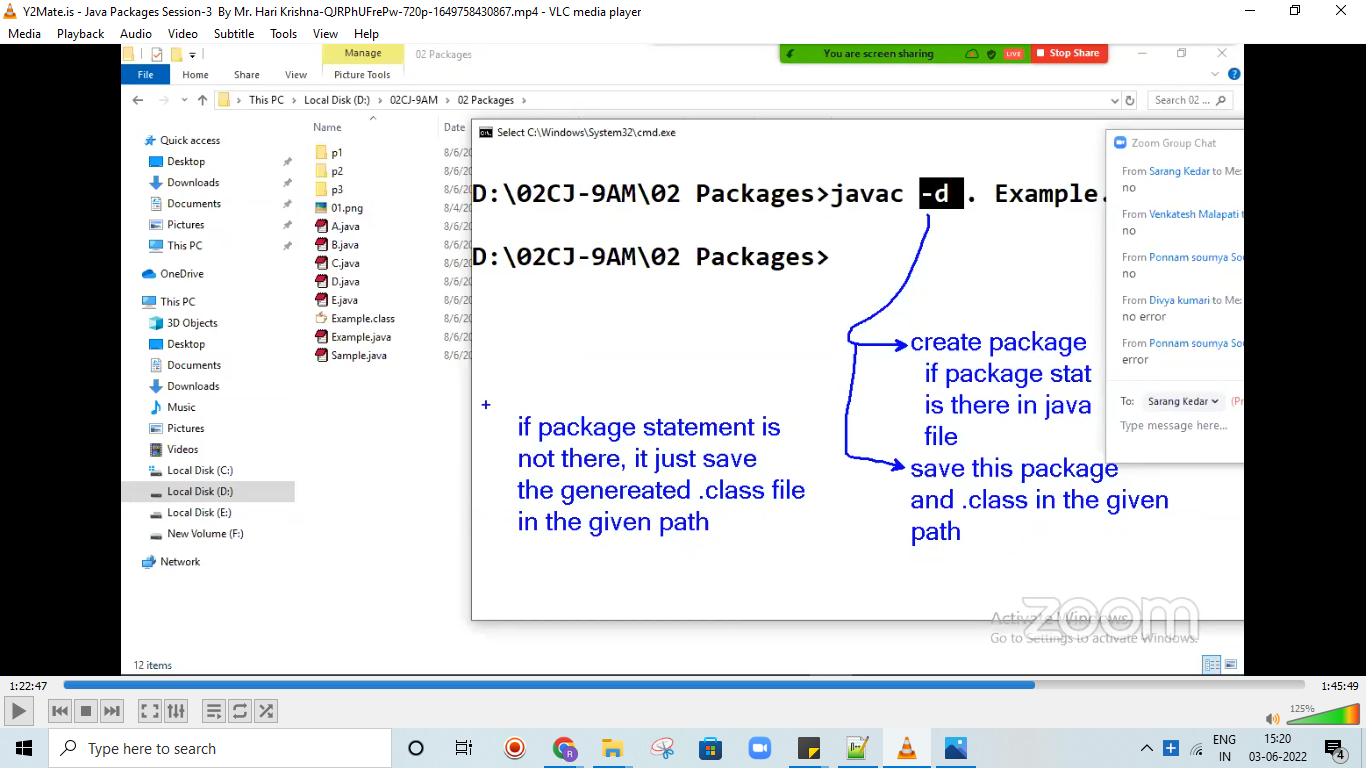 Y2Mate.is - Java Packages Session-3 By Mr. Hari Krishna-QJRPhUFrePw-720p-1649758430867.mp4 - VLC media player
Media Playback Audio Video Subtitle Tools View Help
Manage 02 Packages
You are screen sharing LIVE Stop Share
File Home Share View Picture Tools
This PC > Local Disk (D:) > 02CJ-9AM > 02 Packages >
Search 02 ...
Name Date
Quick access
Desktop
Downloads
Documents
Pictures
This PC
OneDrive
This PC
3D Objects
Desktop
Documents
Downloads
Music
Pictures
Videos
Local Disk (C:)
Local Disk (D:)
Local Disk (E:)
New Volume (F:)
Network
p1 8/6/20
p2 8/6/20
p3 8/6/20
01.png 8/4/20
A.java 8/6/20
B.java 8/6/20
C.java 8/6/20
D.java 8/6/20
E.java 8/6/20
Example.class 8/6/20
Example.java 8/6/20
Sample.java 8/6/20
12 items
Select C:\Windows\System32\cmd.exe
D:\02CJ-9AM\02 Packages>javac -d . Example.
D:\02CJ-9AM\02 Packages>
create package
if package stat
is there in java
file
save this package
and .class in the given
path
if package statement is
not there, it just save
the genereated .class file
in the given path
Zoom Group Chat
From Sarang Kedar to Me:
no
From Venkatesh Malapati t
no
From Ponnam soumya Sou
no
From Divya kumari to Me:
no error
From Ponnam soumya Sou
error
To: Sarang Kedar (Pr
Type message here...
Activate Windows
Go to Settings to activate Windows.
zoom
1:22:47 1:45:49
125%
Type here to search
ENG
IN
15:20
03-06-2022
4